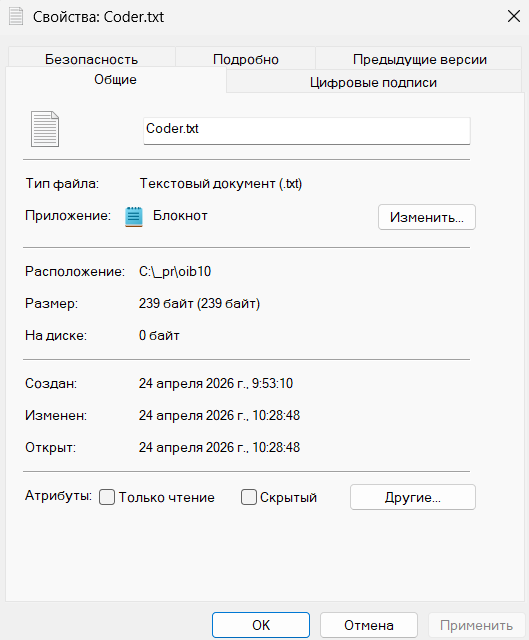 Свойства: Coder.txt
Безопасность Подробно Предыдущие версии
Общие Цифровые подписи
Coder.txt
Тип файла: Текстовый документ (.txt)
Приложение: Блокнот Изменить...
Расположение: C:\_pr\oib10
Размер: 239 байт (239 байт)
На диске: 0 байт
Создан: 24 апреля 2026 г., 9:53:10
Изменен: 24 апреля 2026 г., 10:28:48
Открыт: 24 апреля 2026 г., 10:28:48
Атрибуты: Только чтение Скрытый Другие...
OK Отмена Применить